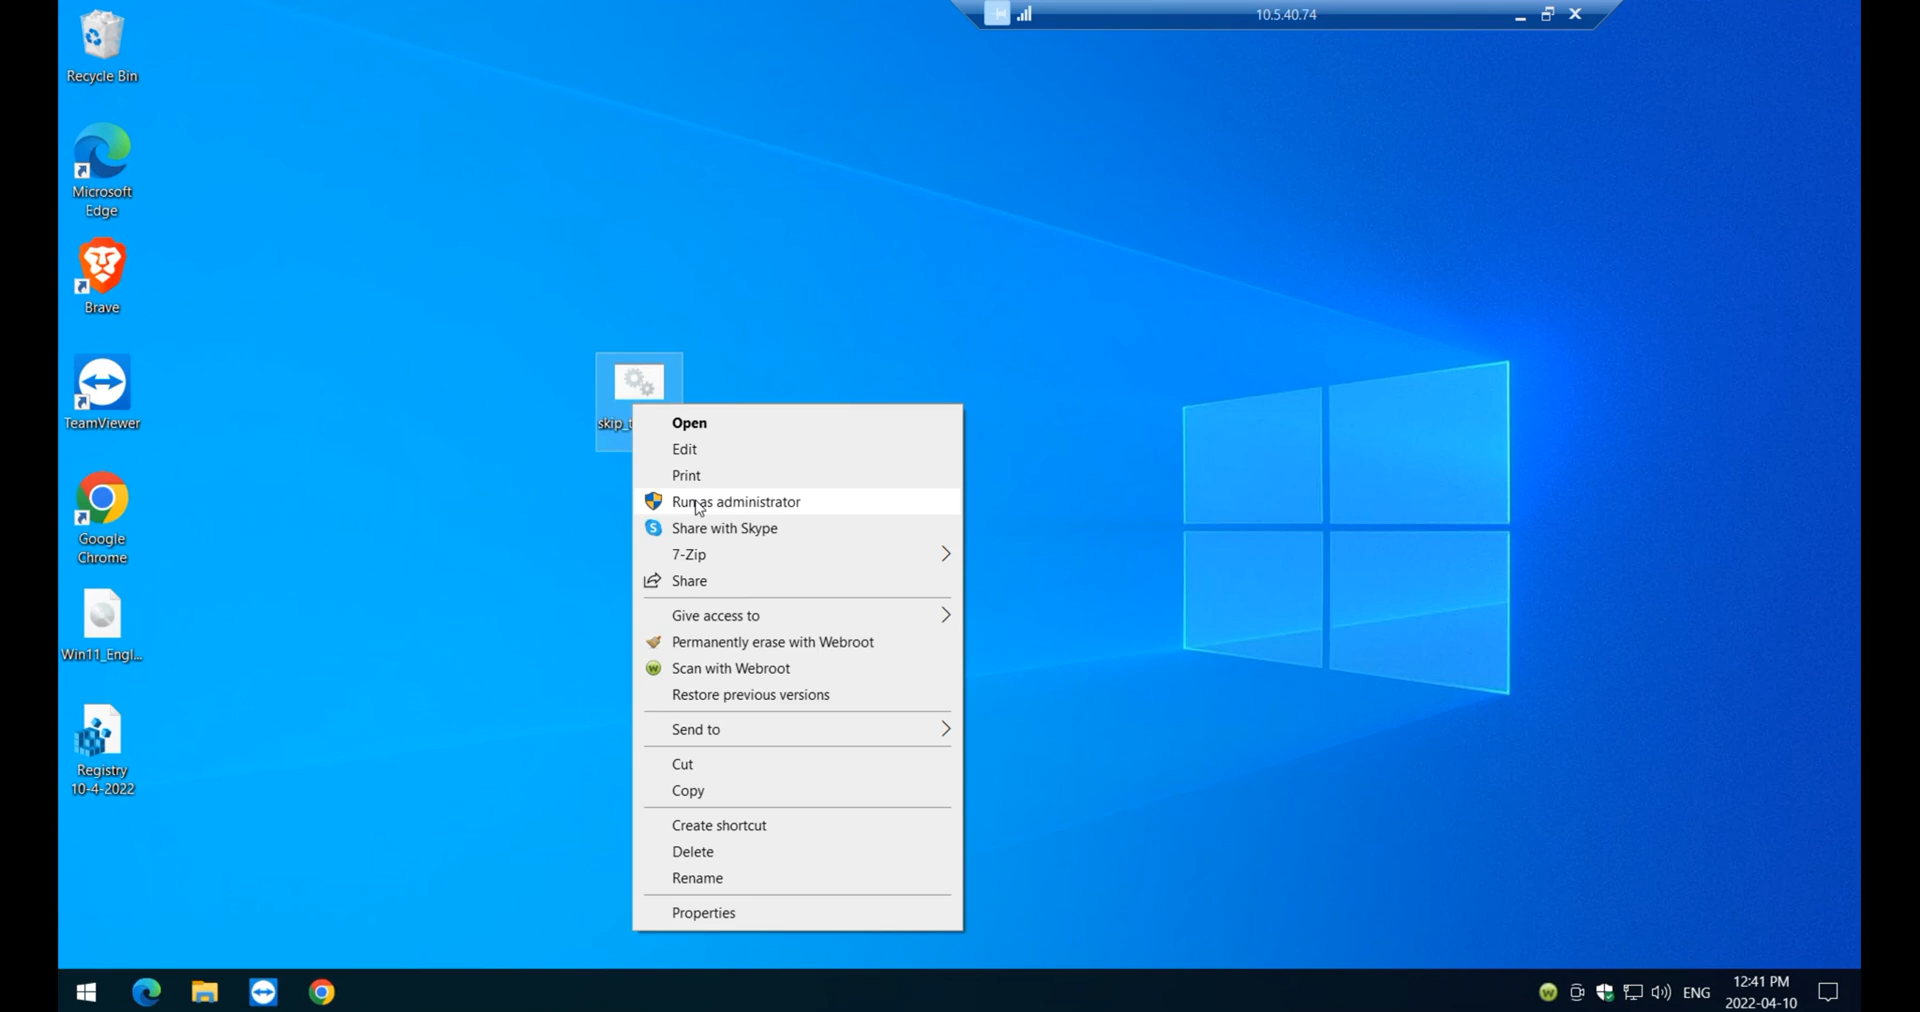 10.5.40.74
Recycle Bin
Microsoft
Edge
Brave
TeamViewer
Google
Chrome
Win11_Engl...
Registry
10-4-2022
skip_t
Open
Edit
Print
Run as administrator
Share with Skype
7-Zip
Share
Give access to
Permanently erase with Webroot
Scan with Webroot
Restore previous versions
Send to
Cut
Copy
Create shortcut
Delete
Rename
Properties
ENG
12:41 PM
2022-04-10